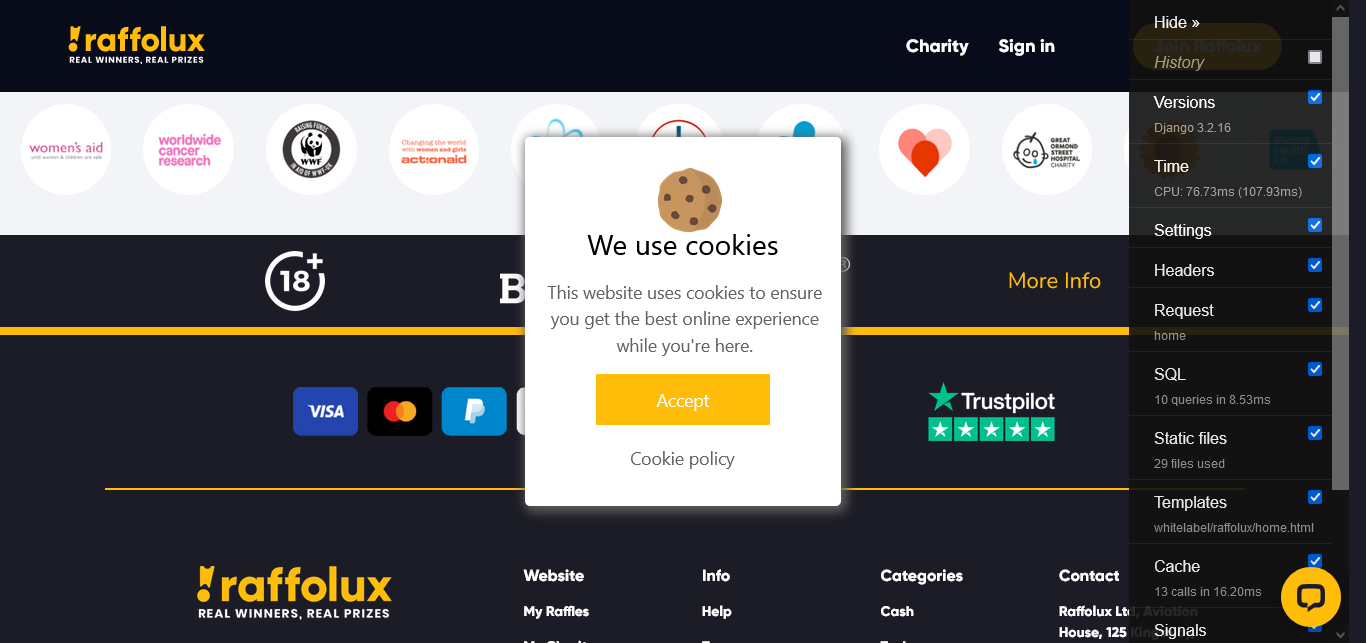 raffolux
REAL WINNERS, REAL PRIZES
Charity
Sign in
Join Raffolux
Hide »
History
Versions
Django 3.2.16
Time
CPU: 76.73ms (107.93ms)
Settings
Headers
Request
home
SQL
10 queries in 8.53ms
Static files
29 files used
Templates
whitelabel/raffolux/home.html
Cache
13 calls in 16.20ms
Signals
women's aid
until women & children are safe
worldwide
cancer
research
RAISING FUNDS
WWF
IN AID OF WWF-UK
Changing the world
with women and girls
act:onaid
GREAT
ORMOND
STREET
HOSPITAL
CHARITY
18+
B
®
More Info
We use cookies
This website uses cookies to ensure
you get the best online experience
while you're here.
Accept
Cookie policy
VISA
Trustpilot
raffolux
REAL WINNERS, REAL PRIZES
Website
My Raffles
Info
Help
Categories
Cash
Contact
Raffolux Ltd, Aviation
House, 125